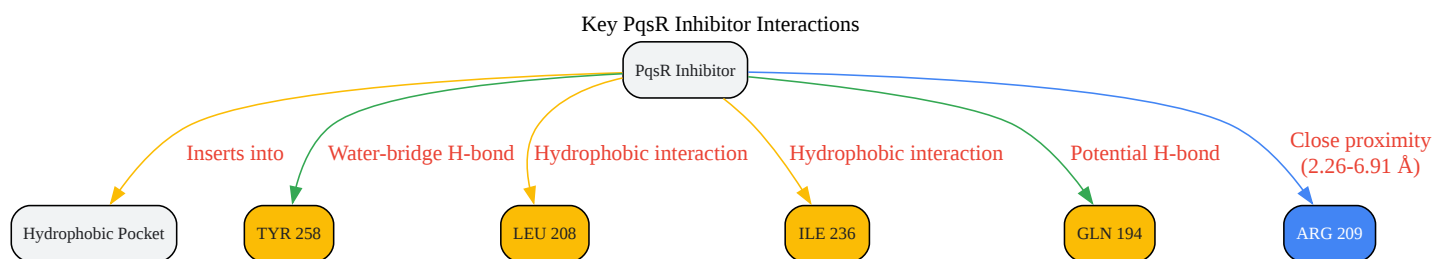 Key PqsR Inhibitor Interactions
PqsR Inhibitor
Inserts into
Water-bridge H-bond
Hydrophobic interaction
Hydrophobic interaction
Potential H-bond
Close proximity
(2.26-6.91 Å)
Hydrophobic Pocket
TYR 258
LEU 208
ILE 236
GLN 194
ARG 209